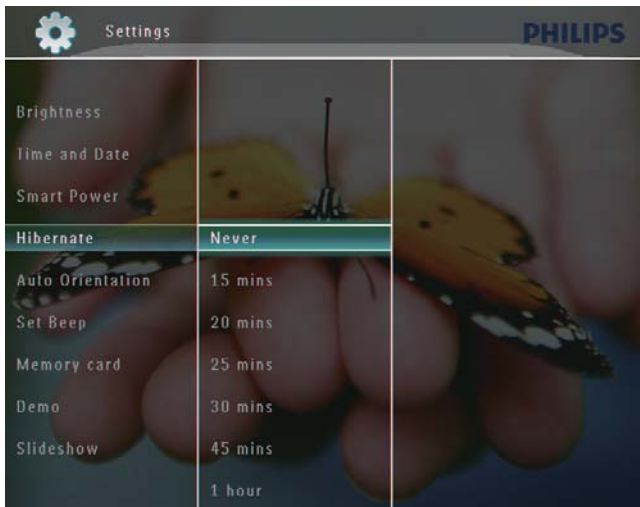 Settings
PHILIPS
Brightness
Time and Date
Smart Power
Hibernate
Auto Orientation
Set Beep
Memory card
Demo
Slideshow
Never
15 mins
20 mins
25 mins
30 mins
45 mins
1 hour